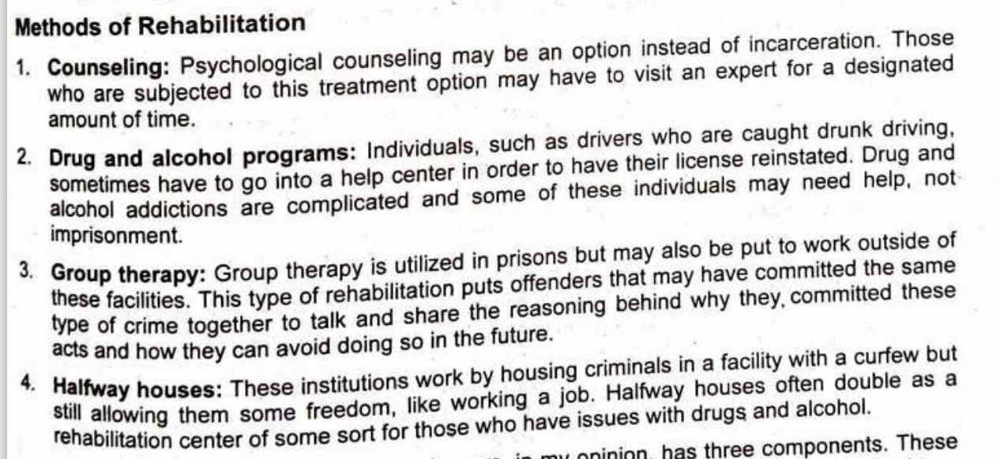 Methods of Rehabilitation
1. Counseling: Psychological counseling may be an option instead of incarceration. Those
who are subjected to this treatment option may have to visit an expert for a designated
amount of time.
2. Drug and alcohol programs: Individuals, such as drivers who are caught drunk driving,
sometimes have to go into a help center in order to have their license reinstated. Drug and
alcohol addictions are complicated and some of these individuals may need help, not
imprisonment.
3. Group therapy: Group therapy is utilized in prisons but may also be put to work outside of
these facilities. This type of rehabilitation puts offenders that may have committed the same
type of crime together to talk and share the reasoning behind why they committed these
acts and how they can avoid doing so in the future.
4. Halfway houses: These institutions work by housing criminals in a facility with a curfew but
still allowing them some freedom, like working a job. Halfway houses often double as a
rehabilitation center of some sort for those who have issues with drugs and alcohol.
in my opinion, has three components. These